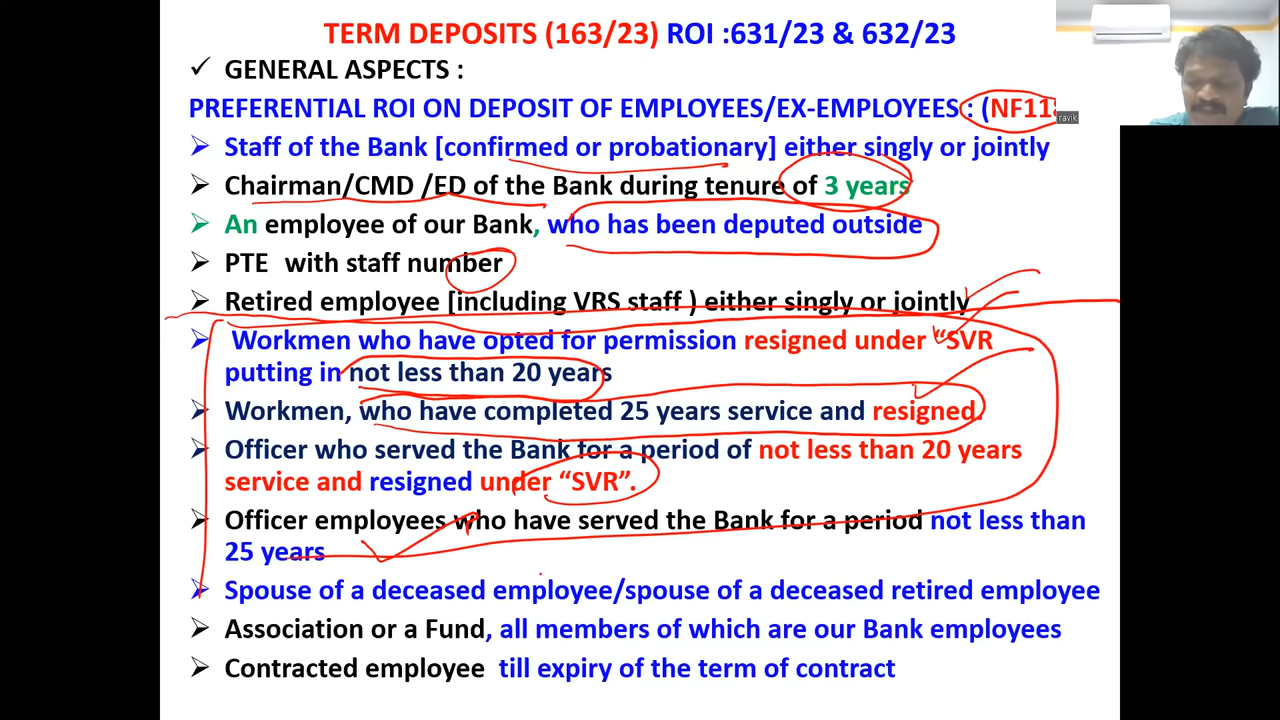 TERM DEPOSITS (163/23) ROI :631/23 & 632/23
✓ GENERAL ASPECTS :
PREFERENTIAL ROI ON DEPOSIT OF EMPLOYEES/EX-EMPLOYEES : (NF11
ravik
➢ Staff of the Bank [confirmed or probationary] either singly or jointly
➢ Chairman/CMD /ED of the Bank during tenure of 3 years
➢ An employee of our Bank, who has been deputed outside
➢ PTE with staff number
➢ Retired employee [including VRS staff ) either singly or jointly
➢ Workmen who have opted for permission resigned under “SVR
putting in not less than 20 years
➢ Workmen, who have completed 25 years service and resigned.
➢ Officer who served the Bank for a period of not less than 20 years
service and resigned under “SVR”.
➢ Officer employees who have served the Bank for a period not less than
25 years
➢ Spouse of a deceased employee/spouse of a deceased retired employee
➢ Association or a Fund, all members of which are our Bank employees
➢ Contracted employee till expiry of the term of contract